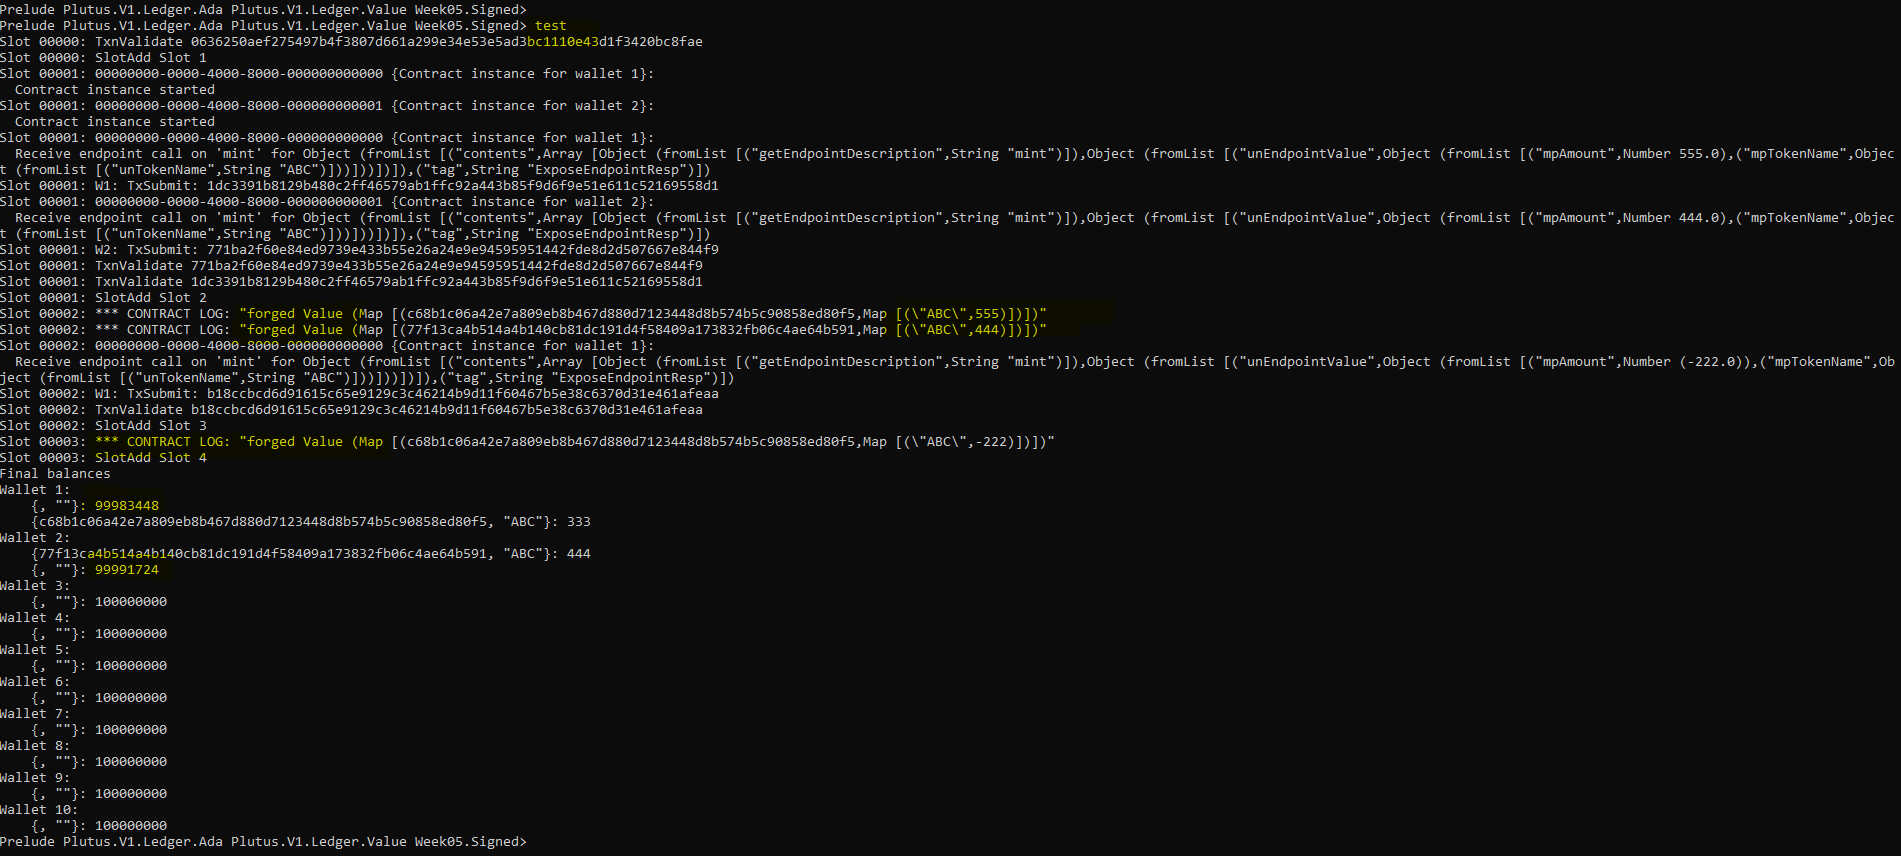 Prelude Plutus.V1.Ledger.Ada Plutus.V1.Ledger.Value Week05.Signed>
Prelude Plutus.V1.Ledger.Ada Plutus.V1.Ledger.Value Week05.Signed> test
Slot 00000: TxnValidate 0636250aef275497b4f3807d661a299e34e53e5ad3bc1110e43d1f3420bc8fae
Slot 00000: SlotAdd Slot 1
Slot 00001: 00000000-0000-4000-8000-000000000000 {Contract instance for wallet 1}:
  Contract instance started
Slot 00001: 00000000-0000-4000-8000-000000000001 {Contract instance for wallet 2}:
  Contract instance started
Slot 00001: 00000000-0000-4000-8000-000000000000 {Contract instance for wallet 1}:
  Receive endpoint call on 'mint' for Object (fromList [("contents",Array [Object (fromList [("getEndpointDescription",String "mint")]),Object (fromList [("unEndpointValue",Object (fromList [("mpAmount",Number 555.0),("mpTokenName",Objec
t (fromList [("unTokenName",String "ABC")]))]))])]),("tag",String "ExposeEndpointResp")])
Slot 00001: W1: TxSubmit: 1dc3391b8129b480c2ff46579ab1ffc92a443b85f9d6f9e51e611c52169558d1
Slot 00001: 00000000-0000-4000-8000-000000000001 {Contract instance for wallet 2}:
  Receive endpoint call on 'mint' for Object (fromList [("contents",Array [Object (fromList [("getEndpointDescription",String "mint")]),Object (fromList [("unEndpointValue",Object (fromList [("mpAmount",Number 444.0),("mpTokenName",Objec
t (fromList [("unTokenName",String "ABC")]))]))])]),("tag",String "ExposeEndpointResp")])
Slot 00001: W2: TxSubmit: 771ba2f60e84ed9739e433b55e26a24e9e94595951442fde8d2d507667e844f9
Slot 00001: TxnValidate 771ba2f60e84ed9739e433b55e26a24e9e94595951442fde8d2d507667e844f9
Slot 00001: TxnValidate 1dc3391b8129b480c2ff46579ab1ffc92a443b85f9d6f9e51e611c52169558d1
Slot 00001: SlotAdd Slot 2
Slot 00002: *** CONTRACT LOG: "forged Value (Map [(c68b1c06a42e7a809eb8b467d880d7123448d8b574b5c90858ed80f5,Map [(\"ABC\",555)])])"
Slot 00002: *** CONTRACT LOG: "forged Value (Map [(77f13ca4b514a4b140cb81dc191d4f58409a173832fb06c4ae64b591,Map [(\"ABC\",444)])])"
Slot 00002: 00000000-0000-4000-8000-000000000000 {Contract instance for wallet 1}:
  Receive endpoint call on 'mint' for Object (fromList [("contents",Array [Object (fromList [("getEndpointDescription",String "mint")]),Object (fromList [("unEndpointValue",Object (fromList [("mpAmount",Number (-222.0)),("mpTokenName",Ob
ject (fromList [("unTokenName",String "ABC")]))]))])]),("tag",String "ExposeEndpointResp")])
Slot 00002: W1: TxSubmit: b18ccbcd6d91615c65e9129c3c46214b9d11f60467b5e38c6370d31e461afeaa
Slot 00002: TxnValidate b18ccbcd6d91615c65e9129c3c46214b9d11f60467b5e38c6370d31e461afeaa
Slot 00002: SlotAdd Slot 3
Slot 00003: *** CONTRACT LOG: "forged Value (Map [(c68b1c06a42e7a809eb8b467d880d7123448d8b574b5c90858ed80f5,Map [(\"ABC\",-222)])])"
Slot 00003: SlotAdd Slot 4
Final balances
Wallet 1:
    {, ""}: 99983448
    {c68b1c06a42e7a809eb8b467d880d7123448d8b574b5c90858ed80f5, "ABC"}: 333
Wallet 2:
    {77f13ca4b514a4b140cb81dc191d4f58409a173832fb06c4ae64b591, "ABC"}: 444
    {, ""}: 99991724
Wallet 3:
    {, ""}: 100000000
Wallet 4:
    {, ""}: 100000000
Wallet 5:
    {, ""}: 100000000
Wallet 6:
    {, ""}: 100000000
Wallet 7:
    {, ""}: 100000000
Wallet 8:
    {, ""}: 100000000
Wallet 9:
    {, ""}: 100000000
Wallet 10:
    {, ""}: 100000000
Prelude Plutus.V1.Ledger.Ada Plutus.V1.Ledger.Value Week05.Signed>